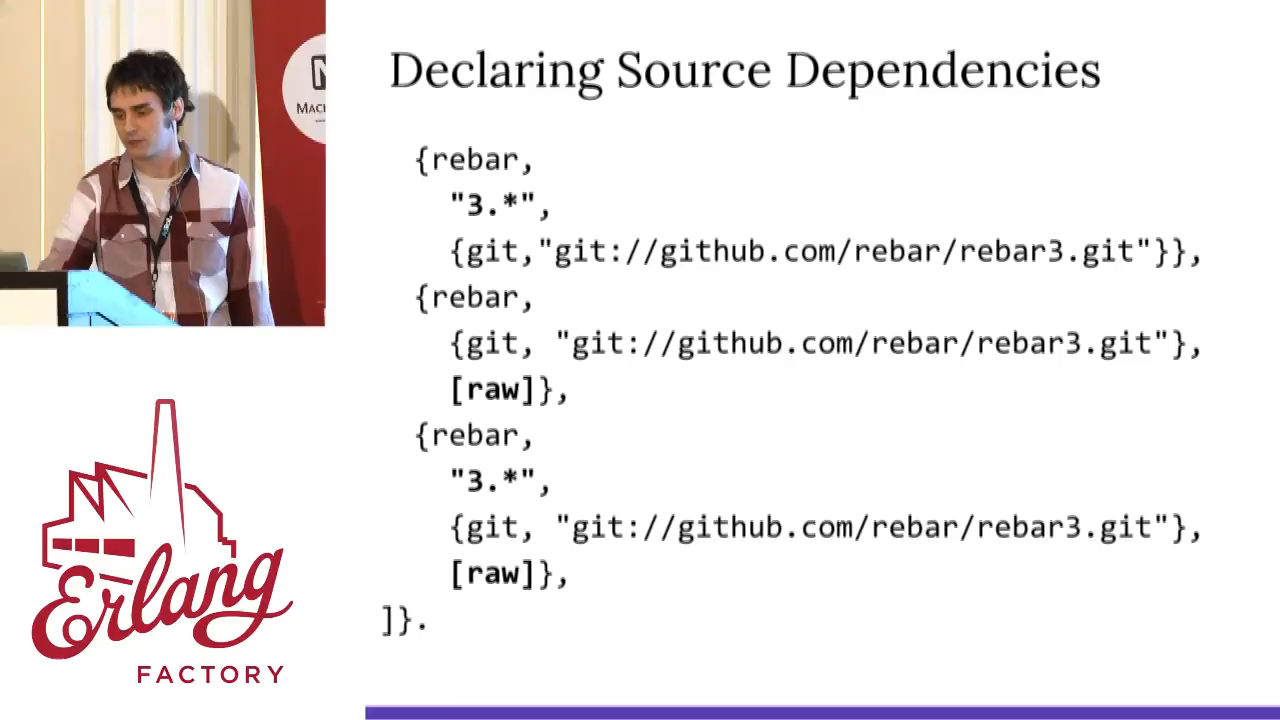 Declaring Source Dependencies
{rebar,
"3.*",
{git,"git://github.com/rebar/rebar3.git"}},
{rebar,
{git, "git://github.com/rebar/rebar3.git"},
[raw]},
{rebar,
"3.*",
{git, "git://github.com/rebar/rebar3.git"},
[raw]},
]}.
Erlang
FACTORY